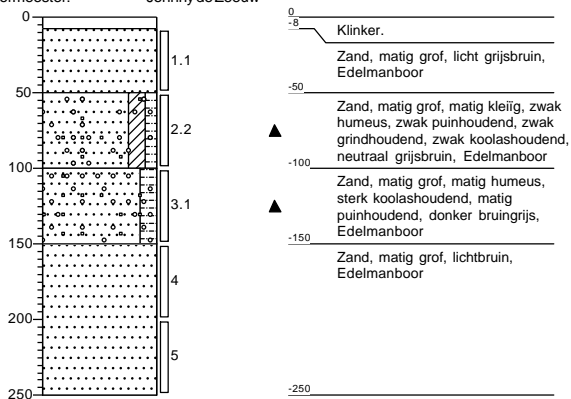 Johnny de Zeeuw
0
50
100
150
200
250
1.1
2.2
3.1
4
5
0
-8
Klinker.
Zand, matig grof, licht grijsbruin,
Edelmanboor
-50
Zand, matig grof, matig kleiïg, zwak
humeus, zwak puinhoudend, zwak
grindhoudend, zwak koolashoudend,
neutraal grijsbruin, Edelmanboor
-100
Zand, matig grof, matig humeus,
sterk koolashoudend, matig
puinhoudend, donker bruingrijs,
Edelmanboor
-150
Zand, matig grof, lichtbruin,
Edelmanboor
-250